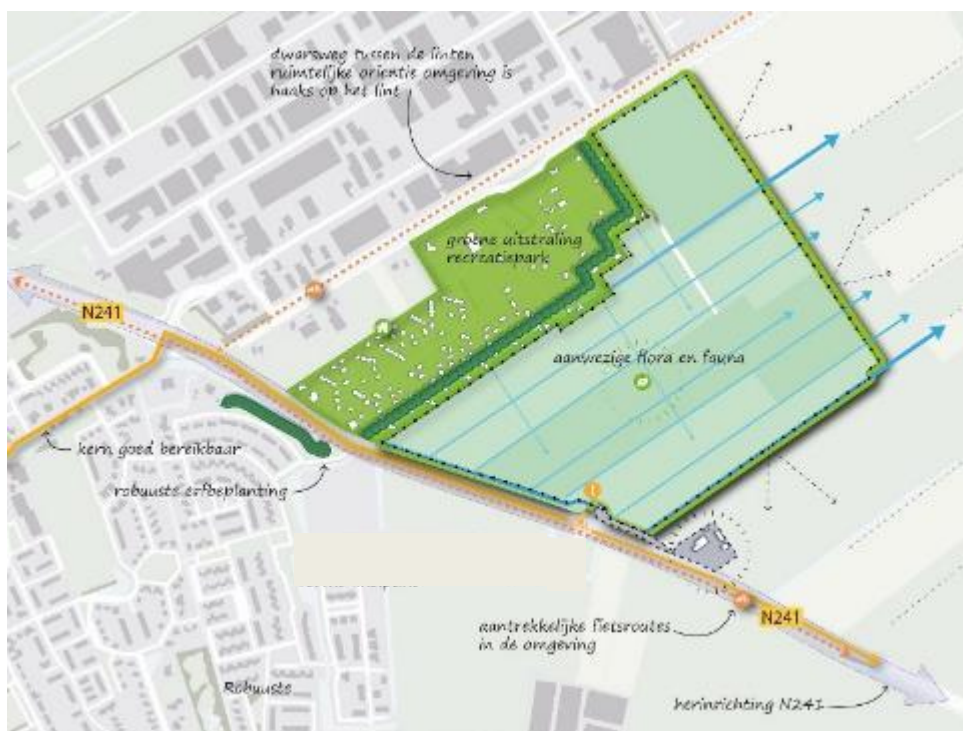 dwarsweg tussen de linten
ruimtelijke orientie omgeving is
haaks op het lint
groene uitstraling
recreatiepark
N241
aanwezige flora en fauna
kern goed bereikbaar
robuuste erfbeplanting
N241
aantrekkelijke fietsroutes
in de omgeving
Robuuste
herinrichting N241